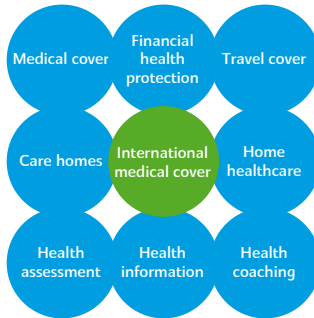 Medical cover
Financial
health
protection
Travel cover
Care homes
International
medical cover
Home
healthcare
Health
assessment
Health
information
Health
coaching